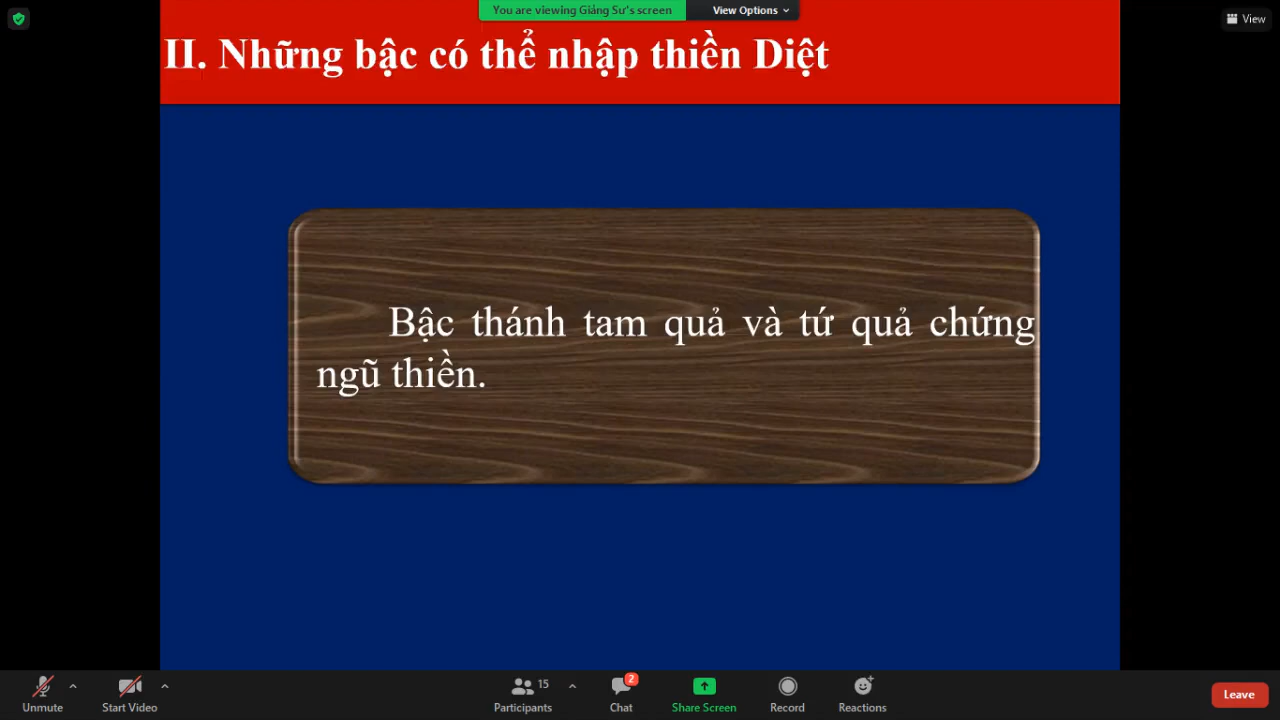 You are viewing Giảng Sư's screen
View Options
View
II. Những bậc có thể nhập thiền Diệt
Bậc thánh tam quả và tứ quả chứng
ngũ thiền.
Unmute
Start Video
15
Participants
2
Chat
Share Screen
Record
Reactions
Leave